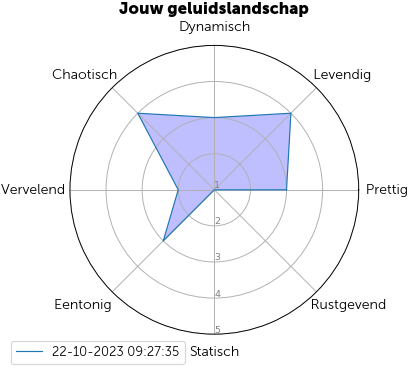 Jouw geluidslandschap
Dynamisch
Chaotisch
Levendig
Vervelend
1
Prettig
2
3
Eentonig
4
Rustgevend
5
22-10-2023 09:27:35
Statisch